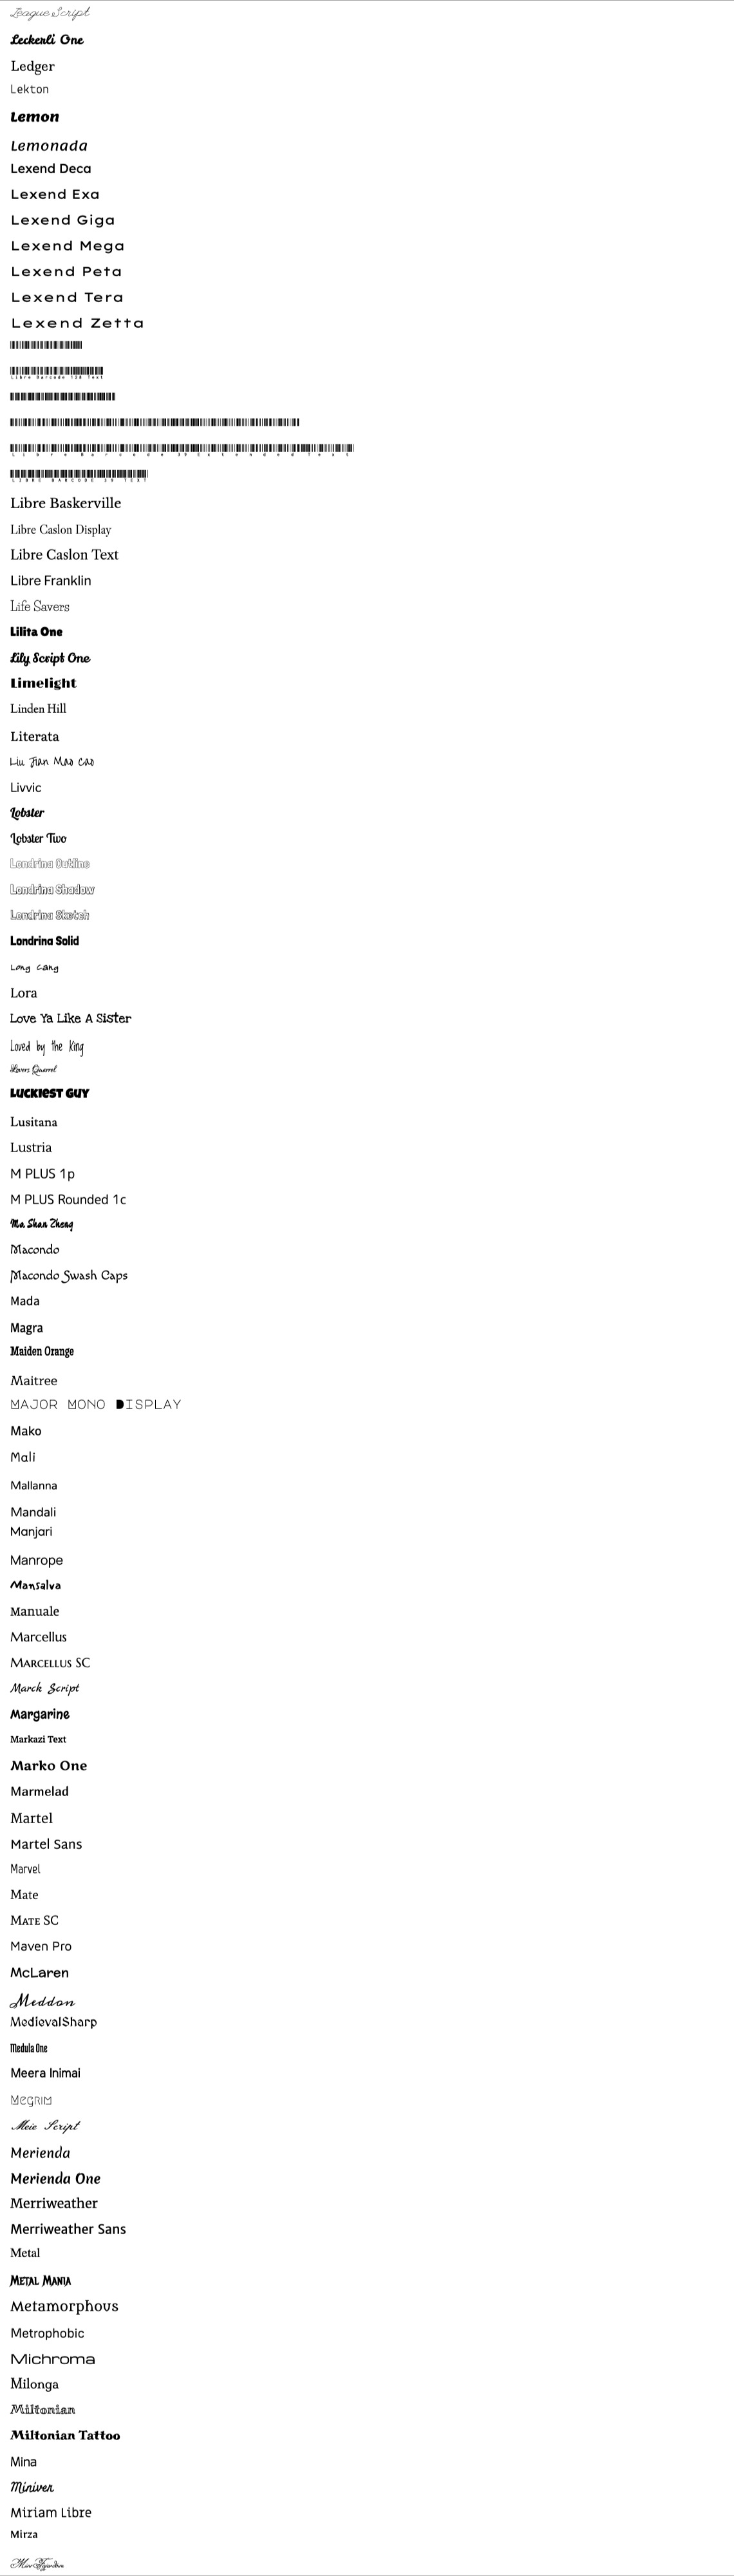 League Script
Leckerli One
Ledger
Lekton
Lemon
Lemonada
Lexend Deca
Lexend Exa
Lexend Giga
Lexend Mega
Lexend Peta
Lexend Tera
Lexend Zetta
Libre Barcode 128 Text
Libre Barcode 39 Extended Text
LIBRE BARCODE 39 TEXT
Libre Baskerville
Libre Caslon Display
Libre Caslon Text
Libre Franklin
Life Savers
Lilita One
Lily Script One
Limelight
Linden Hill
Literata
Liu Jian Mao Cao
Livvic
Lobster
Lobster Two
Londrina Outline
Londrina Shadow
Londrina Sketch
Londrina Solid
Long Cang
Lora
Love Ya Like A Sister
Loved by the King
Lovers Quarrel
LUCKIEST GUY
Lusitana
Lustria
M PLUS 1p
M PLUS Rounded 1c
Ma Shan Zheng
Macondo
Macondo Swash Caps
Mada
Magra
Maiden Orange
Maitree
MAJOR MONO DISPLAY
Mako
Mali
Mallanna
Mandali
Manjari
Manrope
Mansalva
Manuale
Marcellus
MARCELLUS SC
Marck Script
Margarine
Markazi Text
Marko One
Marmelad
Martel
Martel Sans
Marvel
Mate
MATE SC
Maven Pro
McLaren
Meddon
MedievalSharp
Medula One
Meera Inimai
Megrim
Meie Script
Merienda
Merienda One
Merriweather
Merriweather Sans
Metal
METAL MANIA
Metamorphous
Metrophobic
Michroma
Milonga
Miltonian
Miltonian Tattoo
Mina
Miniver
Miriam Libre
Mirza
Miss Fajardose